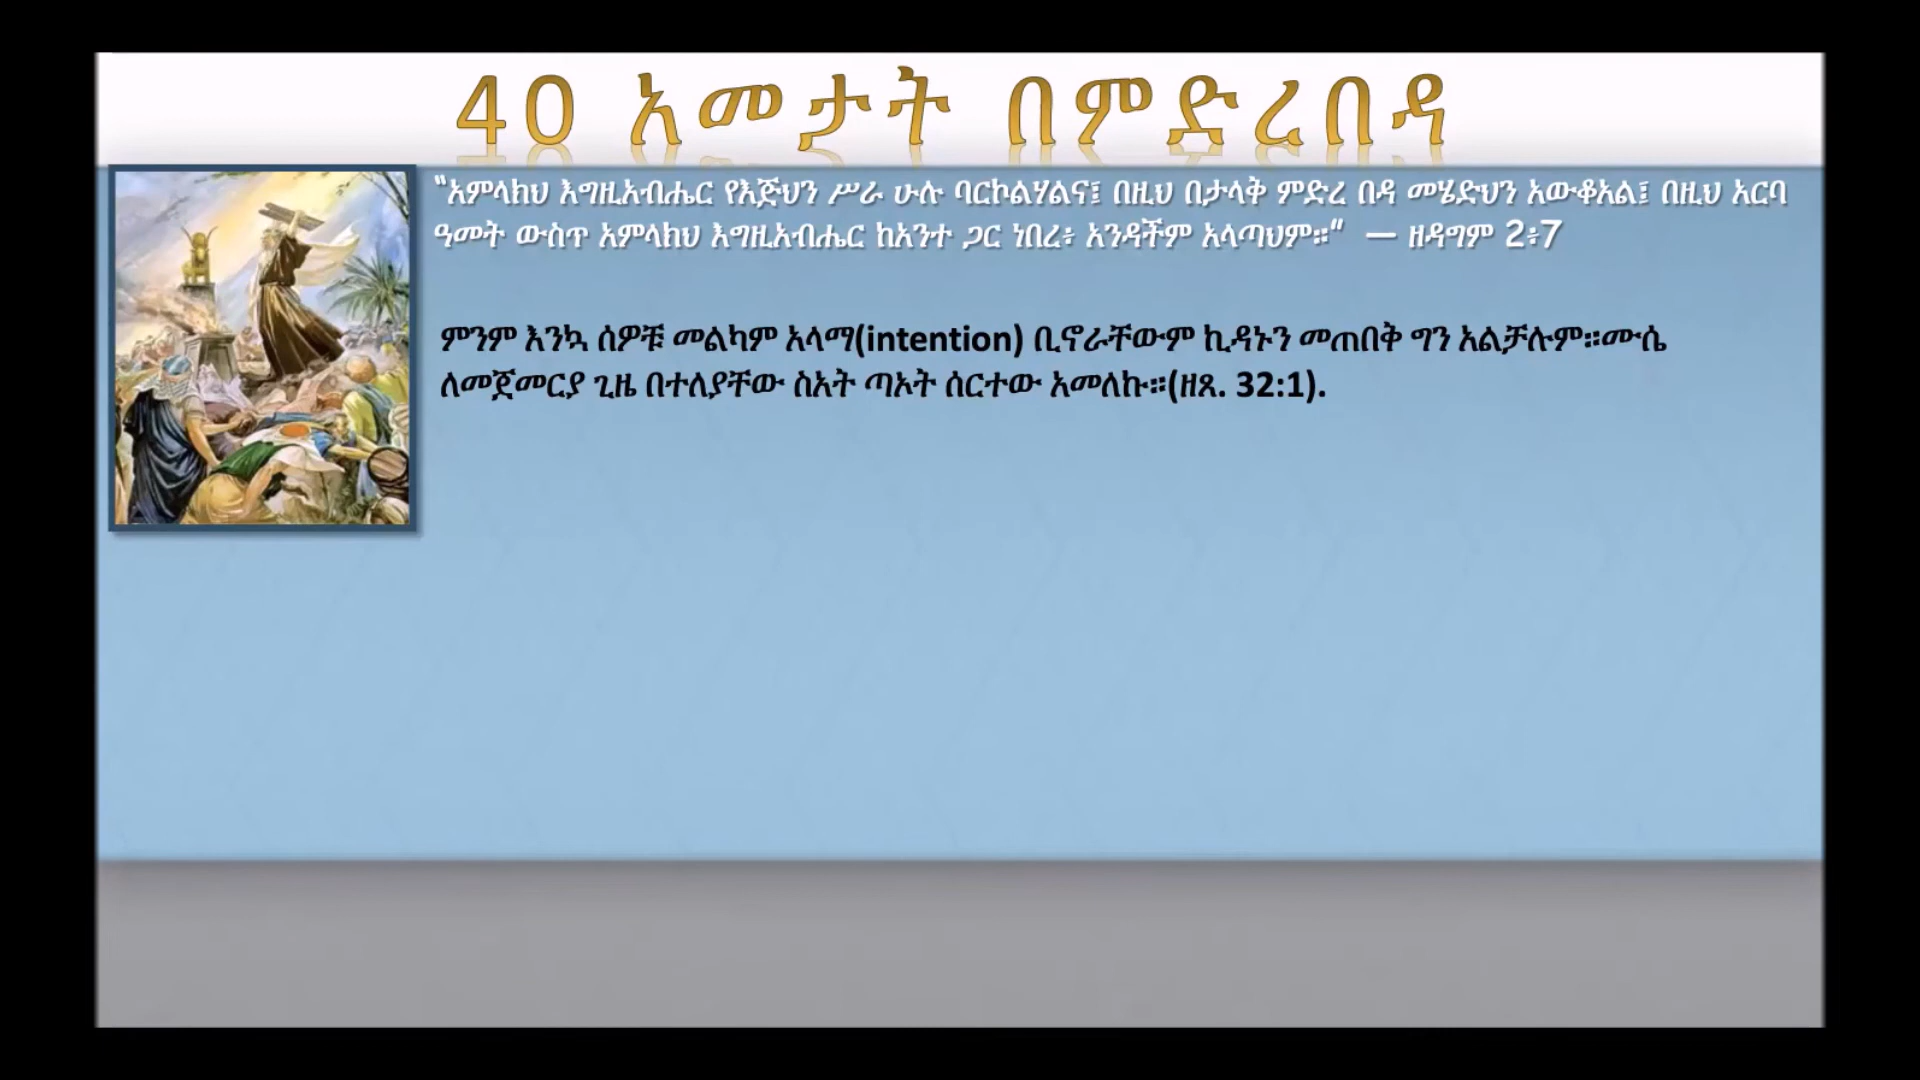 40 አመታት በምድረበዳ
“አምላክህ እግዚአብሔር የእጅህን ሥራ ሁሉ ባርኮልሃልና፤ በዚህ በታላቅ ምድረ በዳ መሄድህን አውቆአል፤ በዚህ አርባ
ዓመት ውስጥ አምላክህ እግዚአብሔር ከአንተ ጋር ነበረ፥ አንዳችም አላጣህም።” — ዘዳግም 2፥7
ምንም እንኳ ሰዎቹ መልካም አላማ(intention) ቢኖራቸውም ኪዳኑን መጠበቅ ግን አልቻሉም።ሙሴ
ለመጀመርያ ጊዜ በተለያቸው ስአት ጣኦት ሰርተው አመለኩ።(ዘጸ. 32:1).